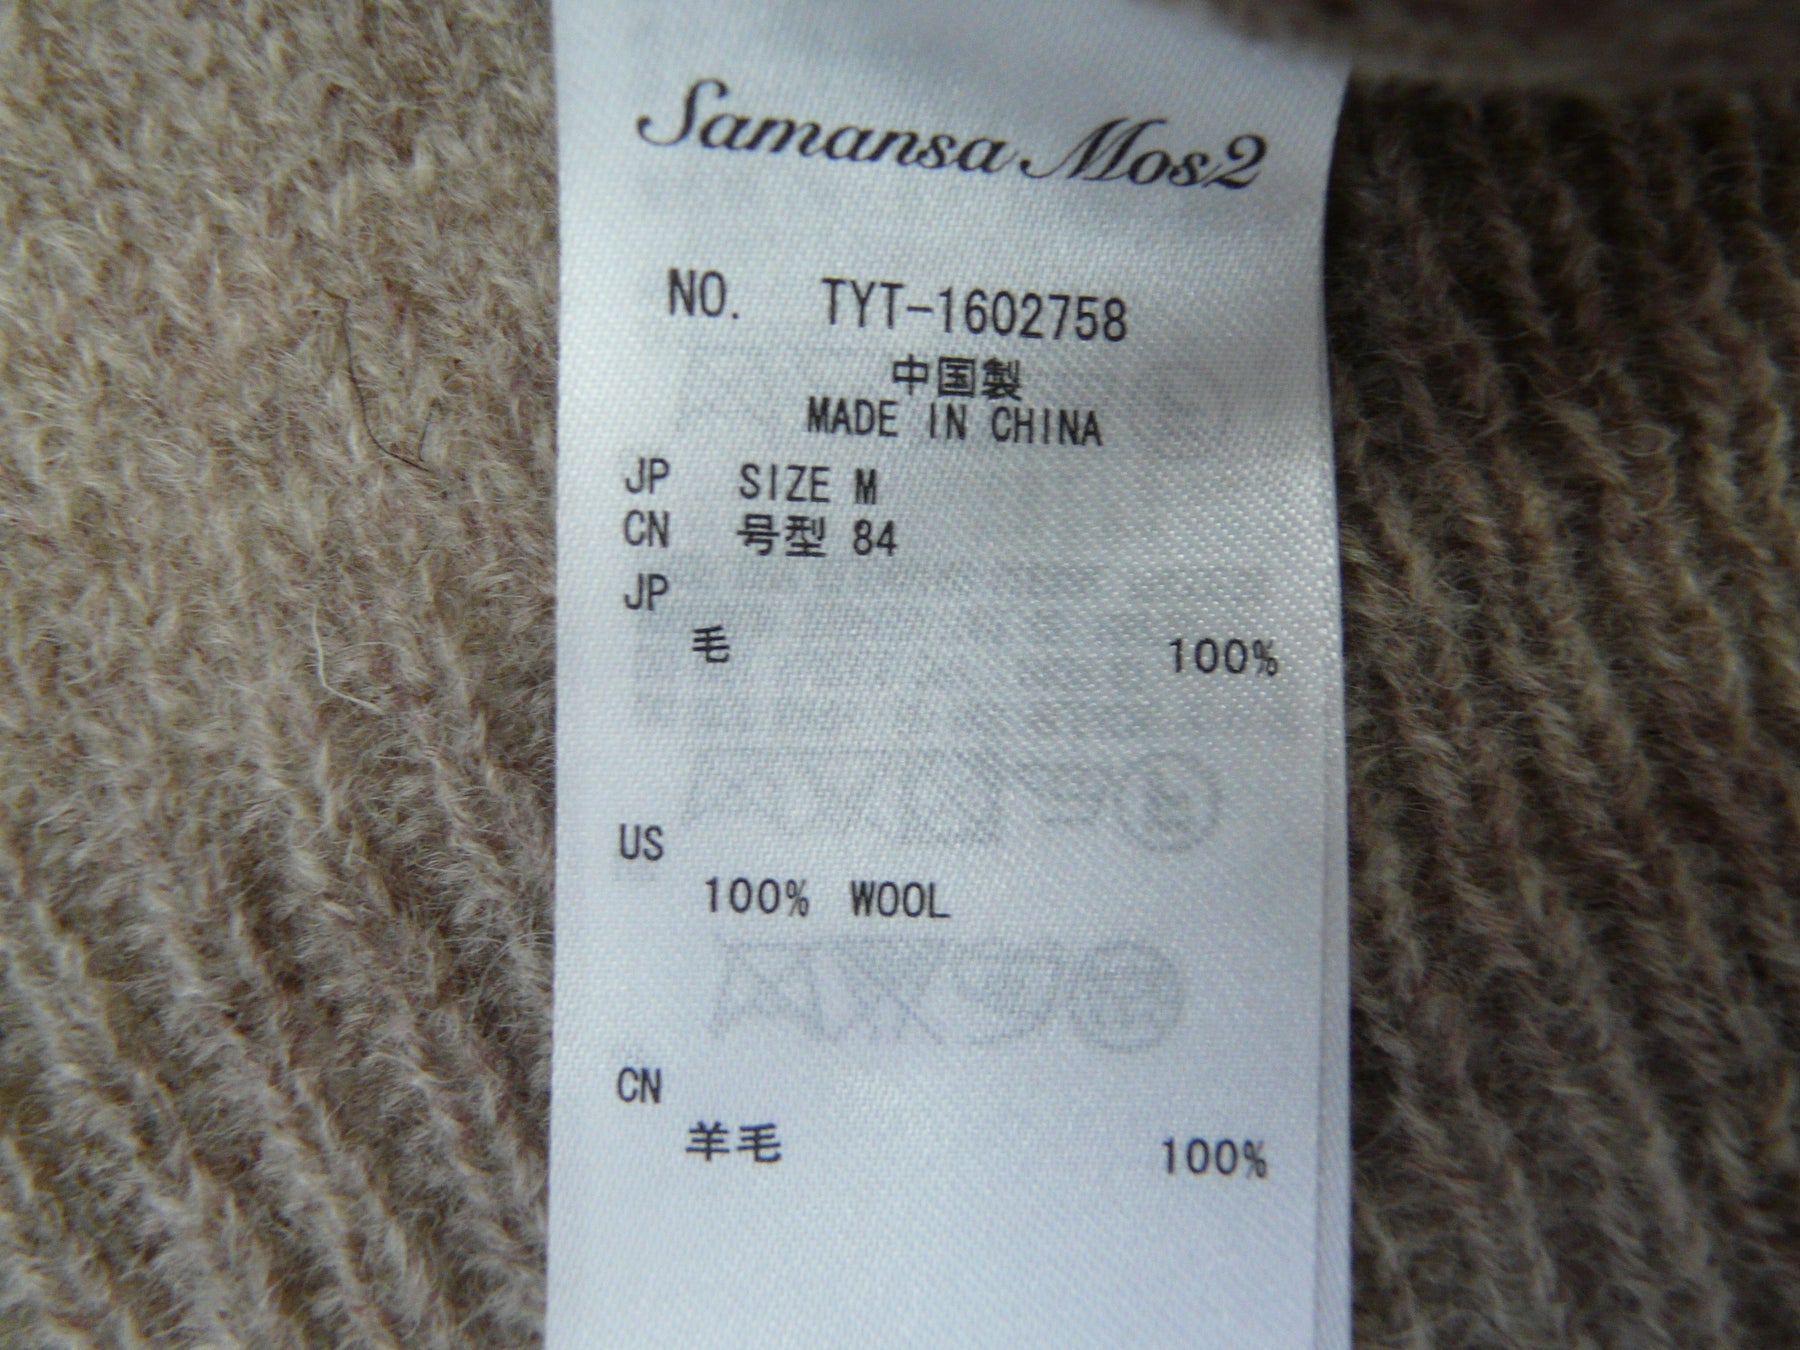 Samansa Mos2
NO. TYT-1602758
中国製
MADE IN CHINA
JP SIZE M
CN 号型 84
JP
毛 100%
US
100% WOOL
CN
羊毛 100%